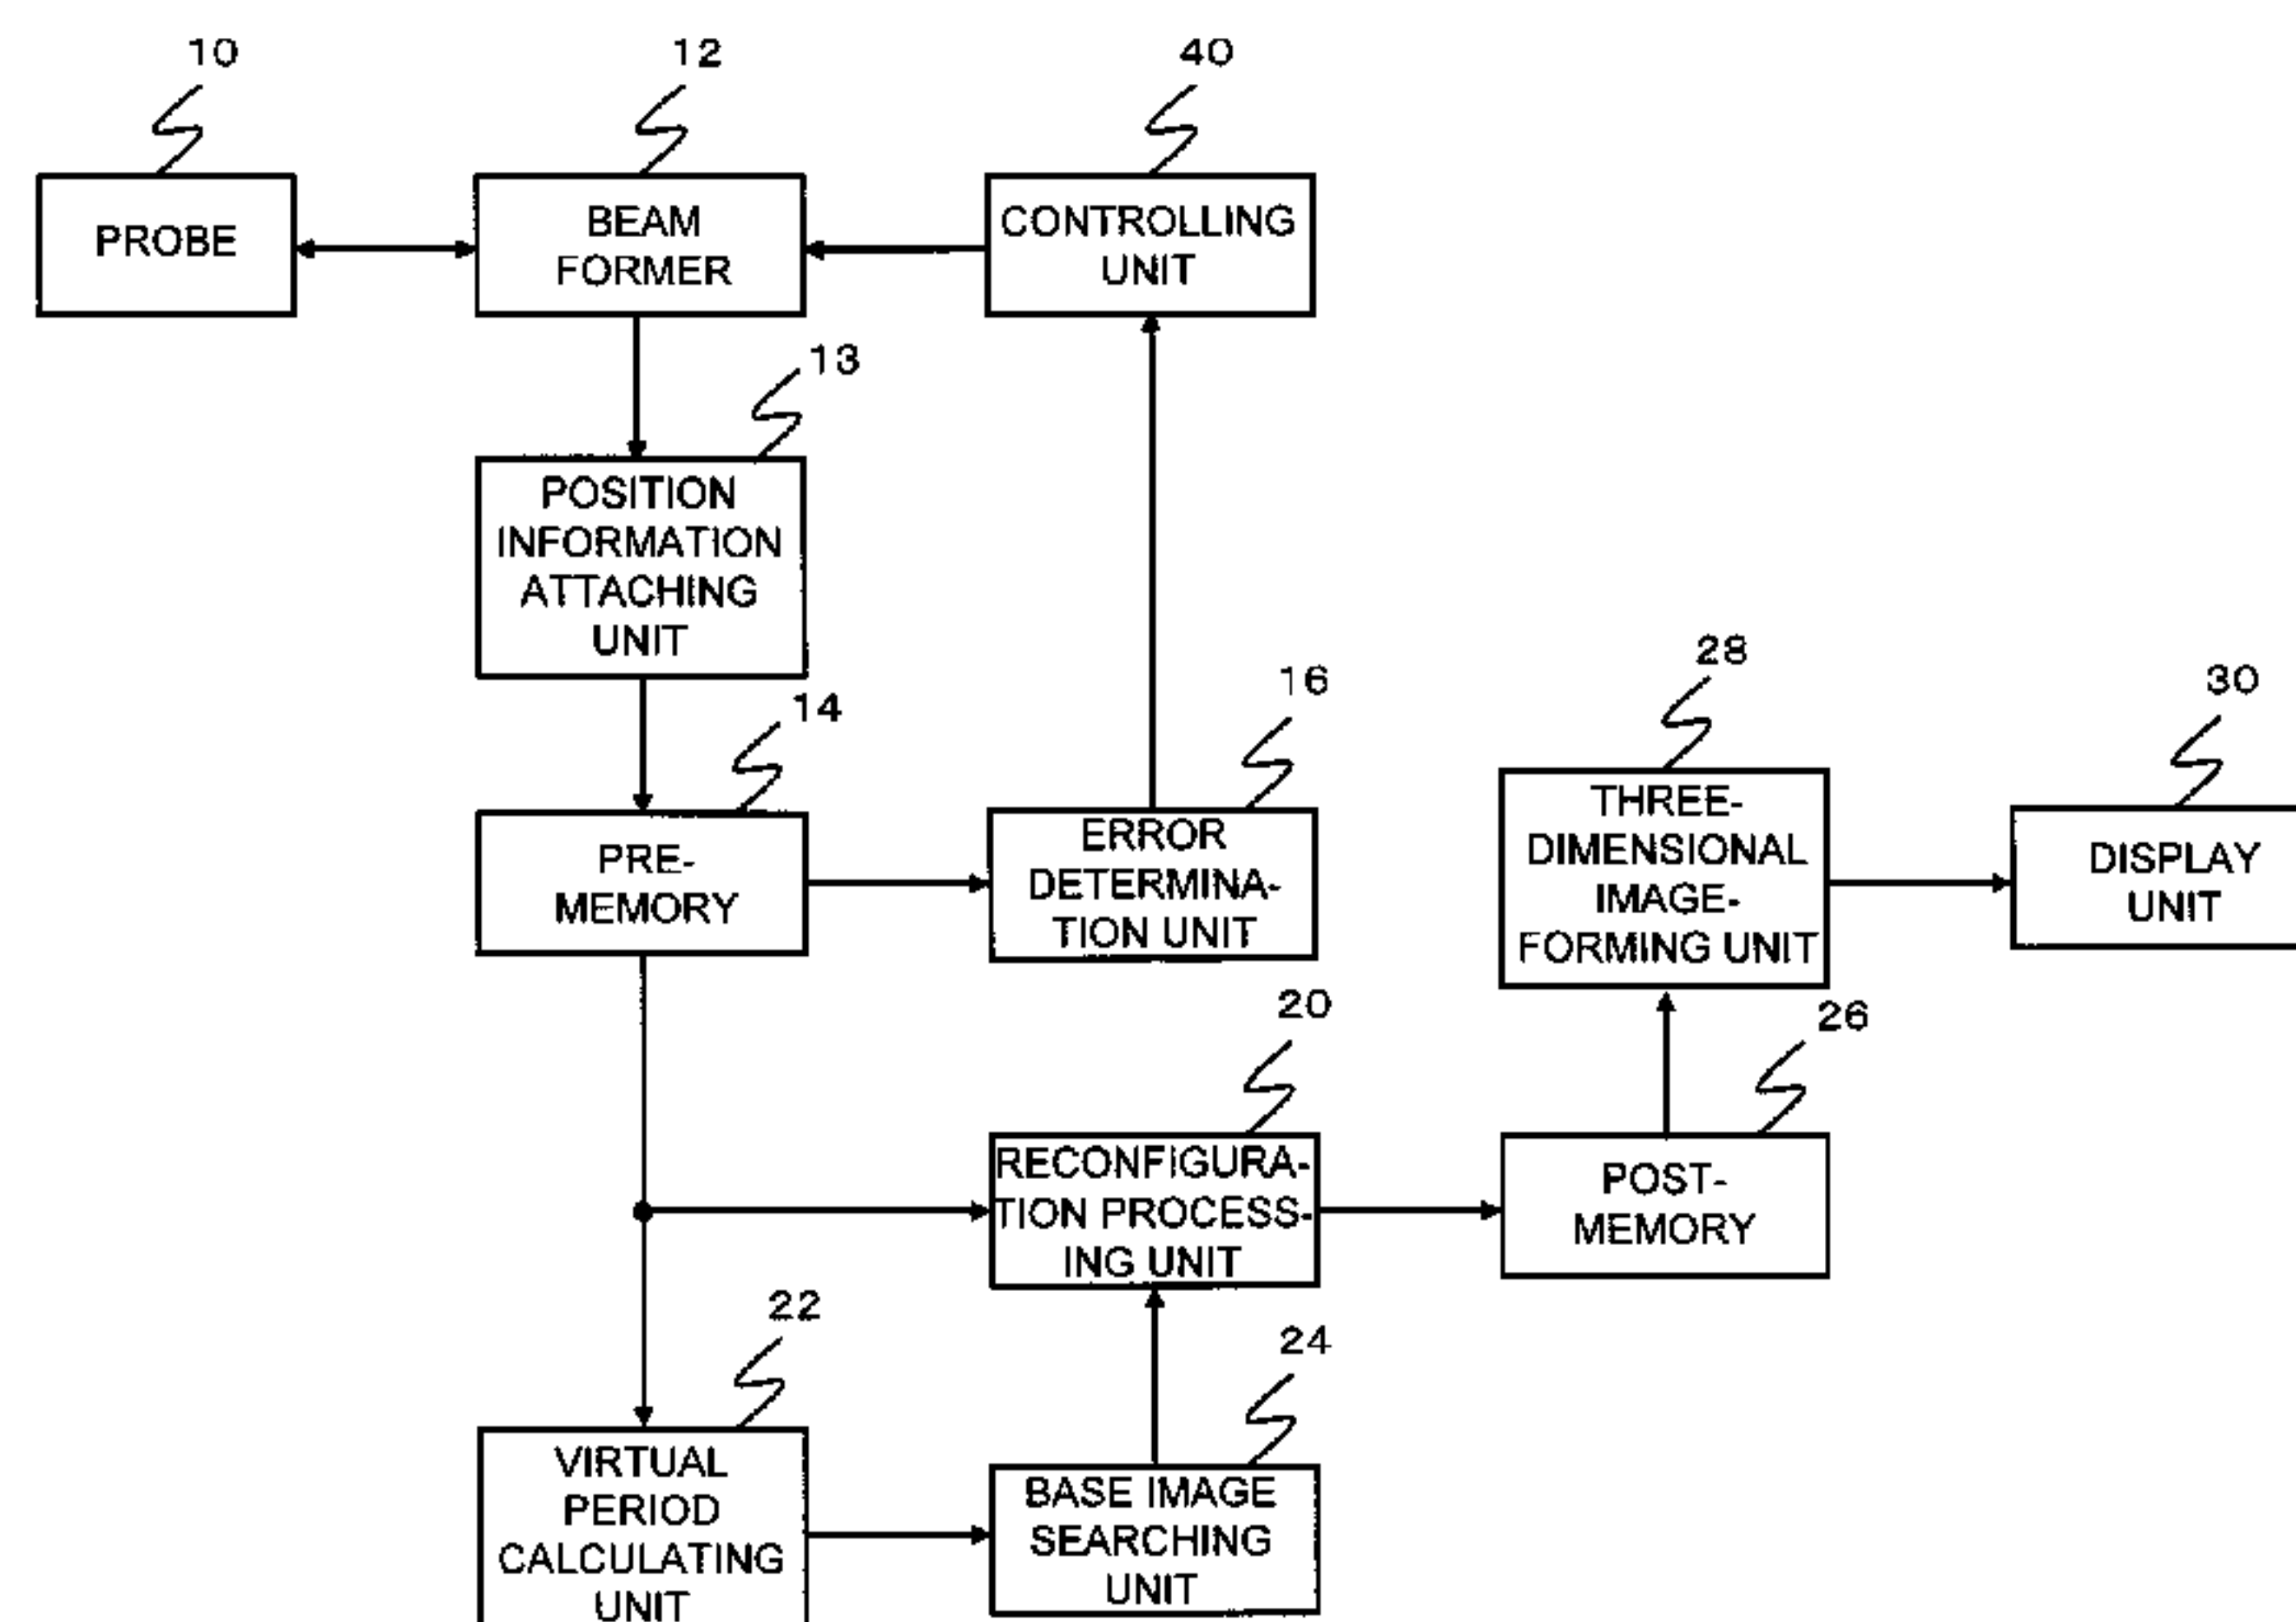 10
12
40
PROBE
BEAM
FORMER
CONTROLLING
UNIT
13
POSITION
INFORMATION
ATTACHING
UNIT
14
16
28
30
PRE-
MEMORY
ERROR
DETERMINA-
TION UNIT
THREE-
DIMENSIONAL
IMAGE-
FORMING UNIT
DISPLAY
UNIT
20
26
RECONFIGURA-
TION PROCESS-
ING UNIT
POST-
MEMORY
22
24
VIRTUAL
PERIOD
CALCULATING
UNIT
BASE IMAGE
SEARCHING
UNIT